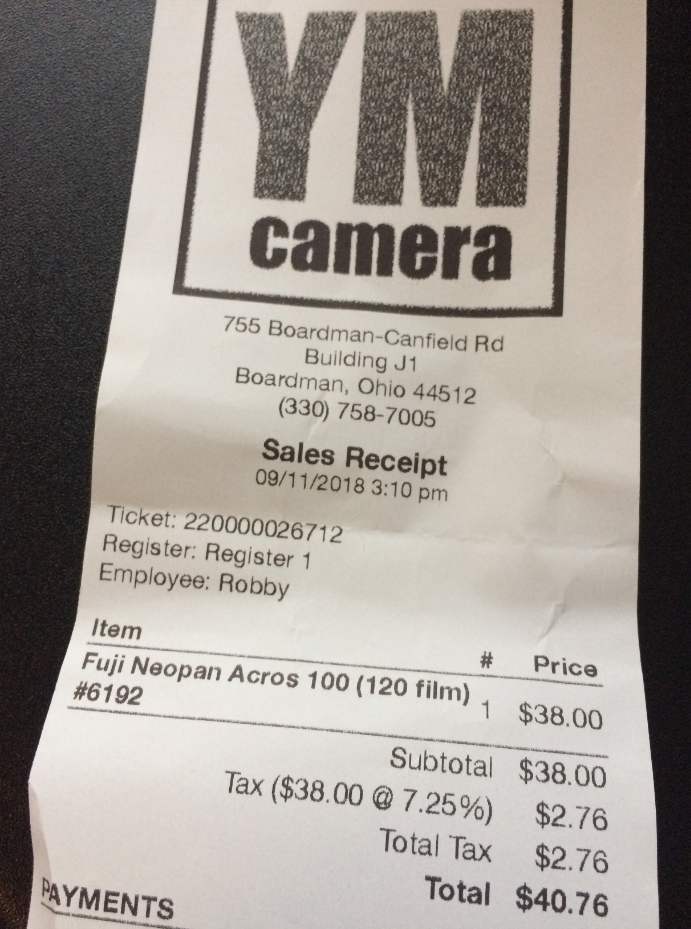 YM
camera
755 Boardman-Canfield Rd
Building J1
Boardman, Ohio 44512
(330) 758-7005
Sales Receipt
09/11/2018 3:10 pm
Ticket: 220000026712
Register: Register 1
Employee: Robby
Item # Price
Fuji Neopan Acros 100 (120 film) 1 $38.00
#6192
Subtotal $38.00
Tax ($38.00 @ 7.25%) $2.76
Total Tax $2.76
Total $40.76
PAYMENTS